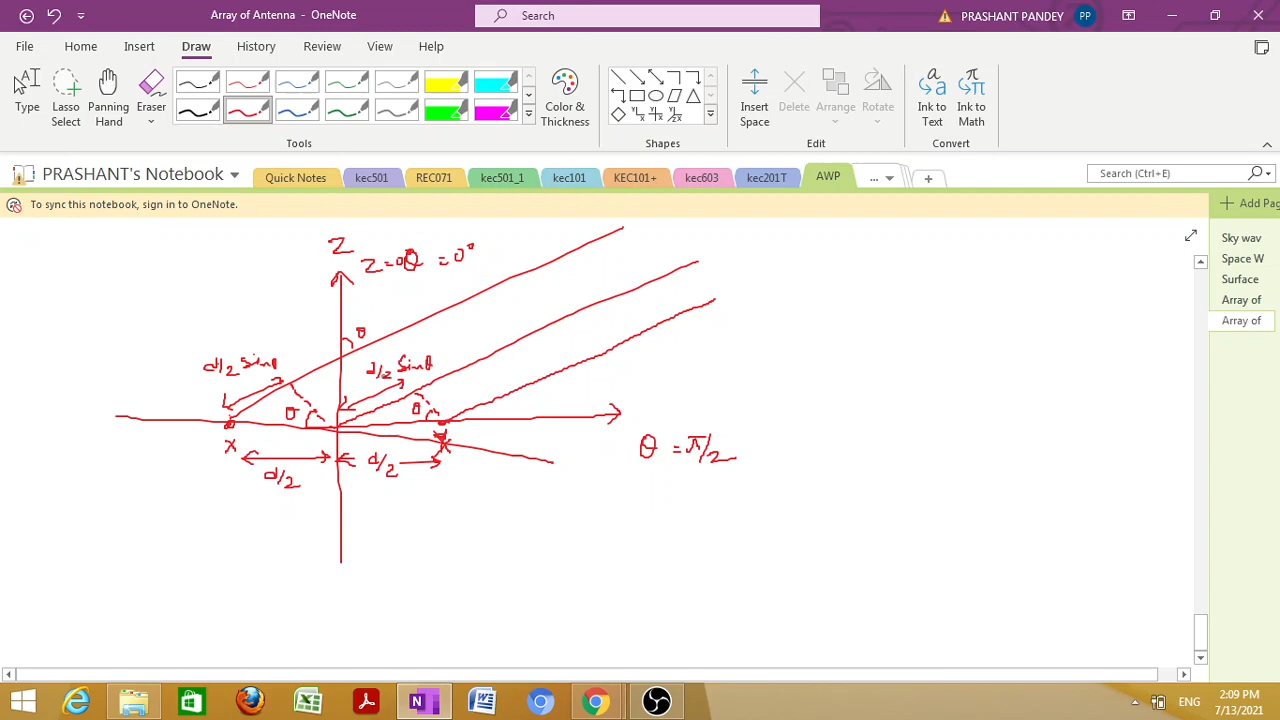 Array of Antenna - OneNote
Search
PRASHANT PANDEY
PP
File Home Insert Draw History Review View Help
Type
Lasso Select
Panning Hand
Eraser
Color & Thickness
Insert Space
Delete
Arrange
Rotate
Ink to Text
Ink to Math
Tools
Shapes
Edit
Convert
PRASHANT's Notebook
Quick Notes kec501 REC071 kec501_1 kec101 KEC101+ kec603 kec201T AWP ...
Search (Ctrl+E)
To sync this notebook, sign in to OneNote.
Add Pag
Sky wav
Space W
Surface
Array of
Array of
Z
Z=0 θ = 0°
θ
d/2 sinθ
d/2 sinθ
θ
θ
X
X
d/2
d/2
θ = π/2
ENG
2:09 PM
7/13/2021